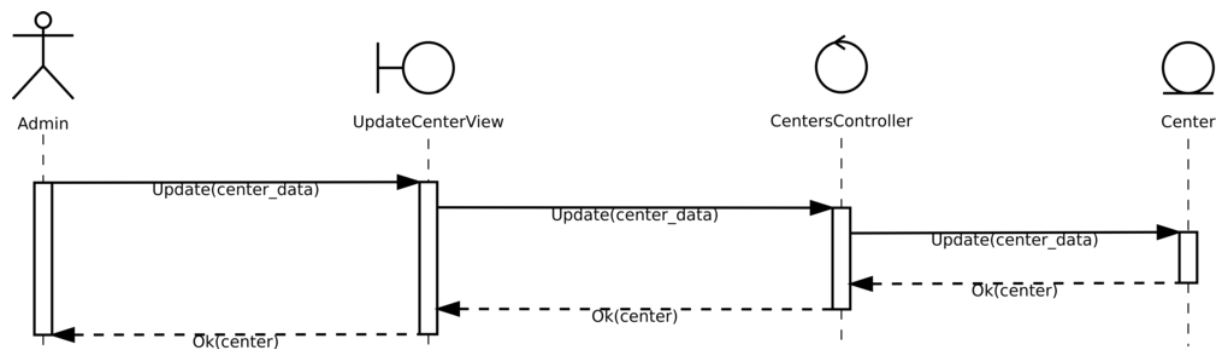 Admin
UpdateCenterView
CentersController
Center
Update(center_data)
Update(center_data)
Update(center_data)
Ok(center)
Ok(center)
Ok(center)